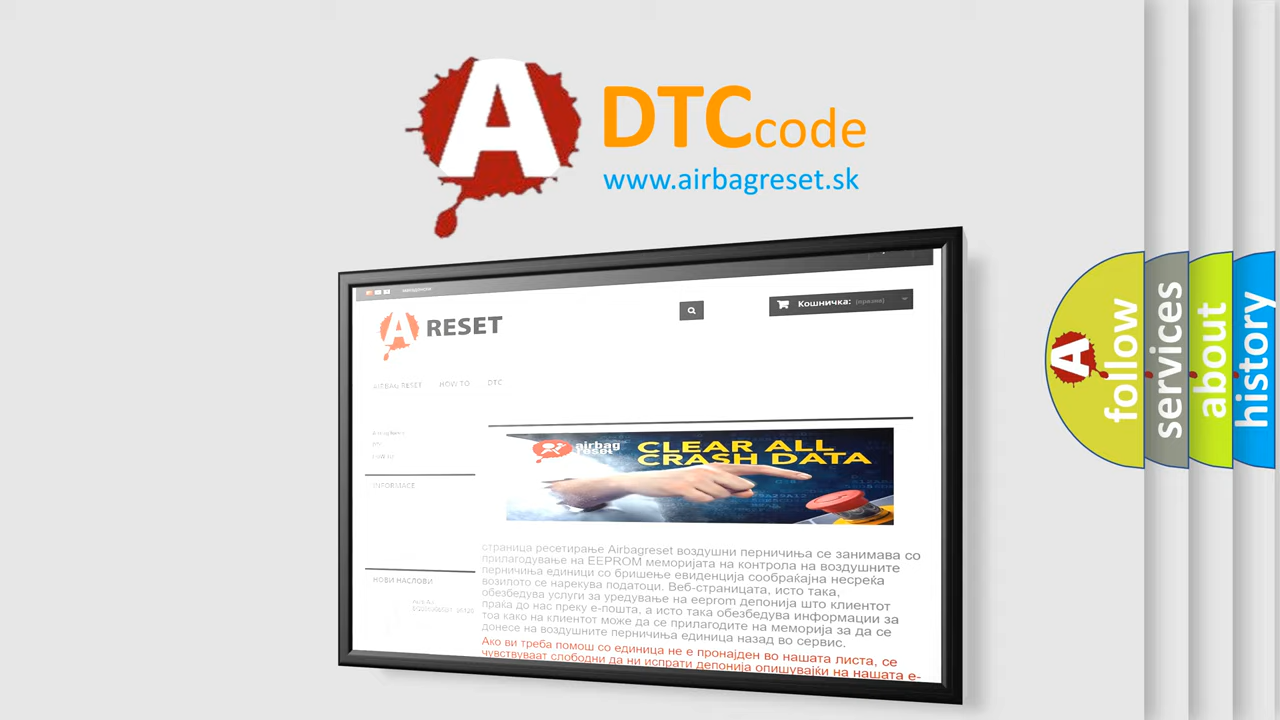 A
DTCcode
www.airbagreset.sk
A RESET
Кошничка: (празна)
AIRBAG RESET HOW TO DTC
INFORMACE
airbag reset
CLEAR ALL
CRASH DATA
страница ресетирање Airbagreset воздушни перничиња се занимава со
прилагодување на EEPROM меморијата на контрола на воздушните
перничиња единици со бришење евиденција сообраќајна несреќа
возилото се нарекува податоци. Веб-страницата, исто така,
обезбедува услуги за уредување на eeprom депонија што клиентот
праќа до нас преку е-пошта, а исто така обезбедува информации за
тоа како на клиентот може да се прилагодите на меморија за да се
донесе на воздушните перничиња единица назад во сервис.
Ако ви треба помош со единица не е пронајден во нашата листа, се
чувствуваат слободни да ни испрати депонија опишувајќи на нашата е-
НОВИ НАСЛОВИ
A follow
services
about
history